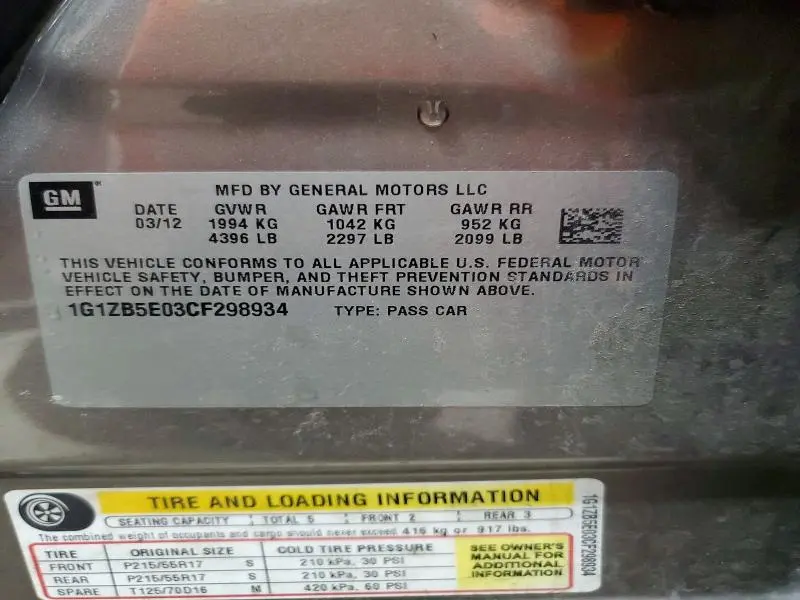 GM
MFD BY GENERAL MOTORS LLC
DATE GVWR GAWR FRT GAWR RR
03/12 1994 KG 1042 KG 952 KG
4396 LB 2297 LB 2099 LB
THIS VEHICLE CONFORMS TO ALL APPLICABLE U.S. FEDERAL MOTOR
VEHICLE SAFETY, BUMPER, AND THEFT PREVENTION STANDARDS IN
EFFECT ON THE DATE OF MANUFACTURE SHOWN ABOVE.
1G1ZB5E03CF298934 TYPE: PASS CAR
TIRE AND LOADING INFORMATION
SEATING CAPACITY TOTAL 5 FRONT 2 REAR 3
The combined weight of occupants and cargo should never exceed 416 kg or 917 lbs.
TIRE ORIGINAL SIZE COLD TIRE PRESSURE
FRONT P215/55R17 S 210 kPa, 30 PSI
REAR P215/55R17 S 210 kPa, 30 PSI
SPARE T125/70D16 M 420 kPa, 60 PSI
SEE OWNER'S
MANUAL FOR
ADDITIONAL
INFORMATION